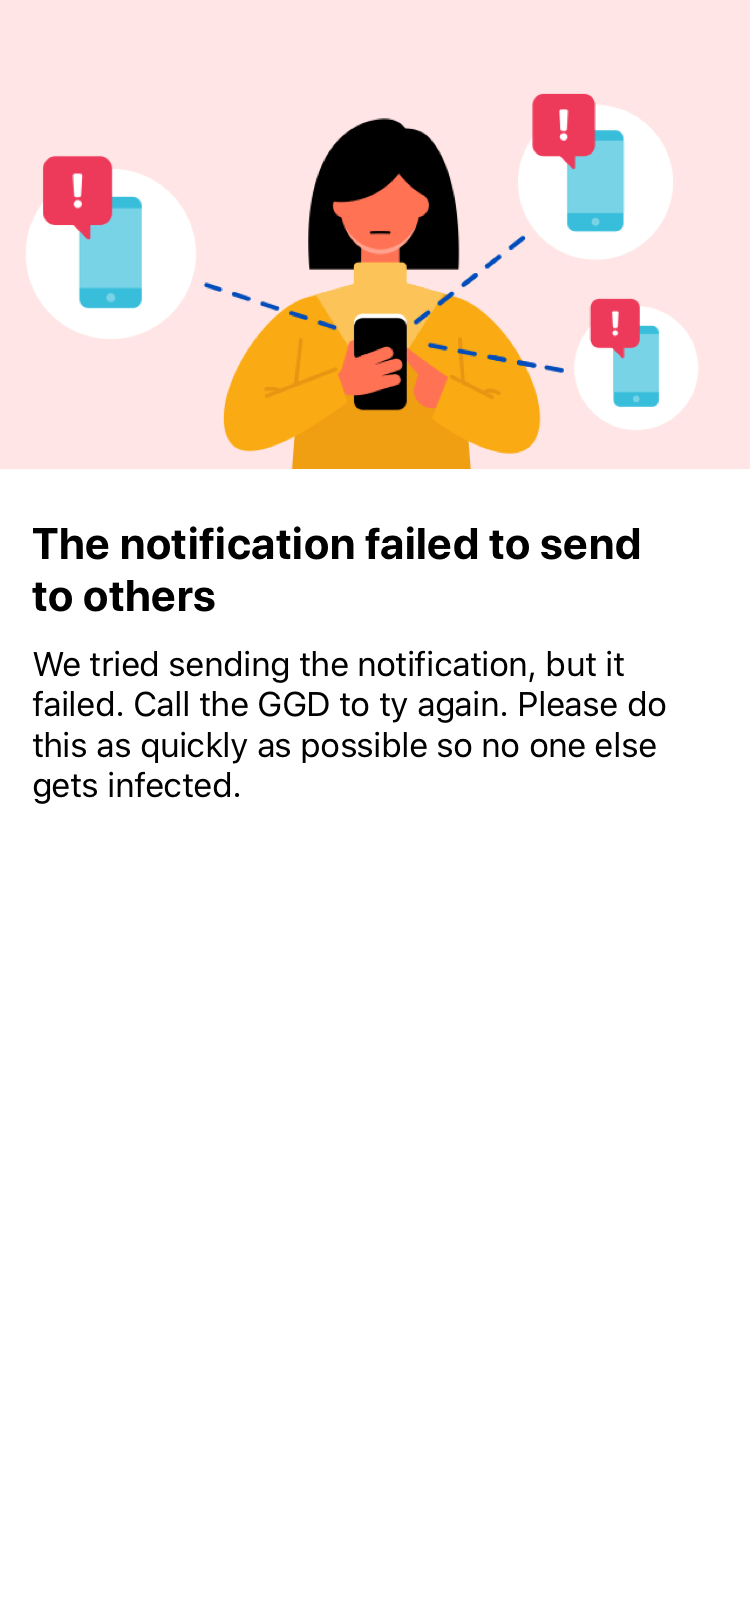 The notification failed to send
to others
We tried sending the notification, but it
failed. Call the GGD to ty again. Please do
this as quickly as possible so no one else
gets infected.